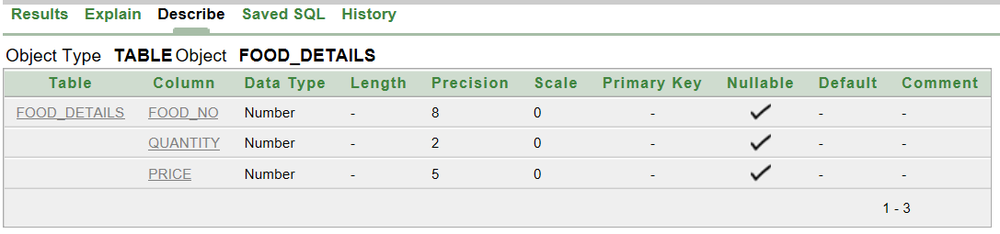 Results Explain Describe Saved SQL History
Object Type TABLE Object FOOD_DETAILS
Table Column Data Type Length Precision Scale Primary Key Nullable Default Comment
FOOD_DETAILS FOOD_NO Number - 8 0 - ✓ - -
QUANTITY Number - 2 0 - ✓ - -
PRICE Number - 5 0 - ✓ - -
1 - 3